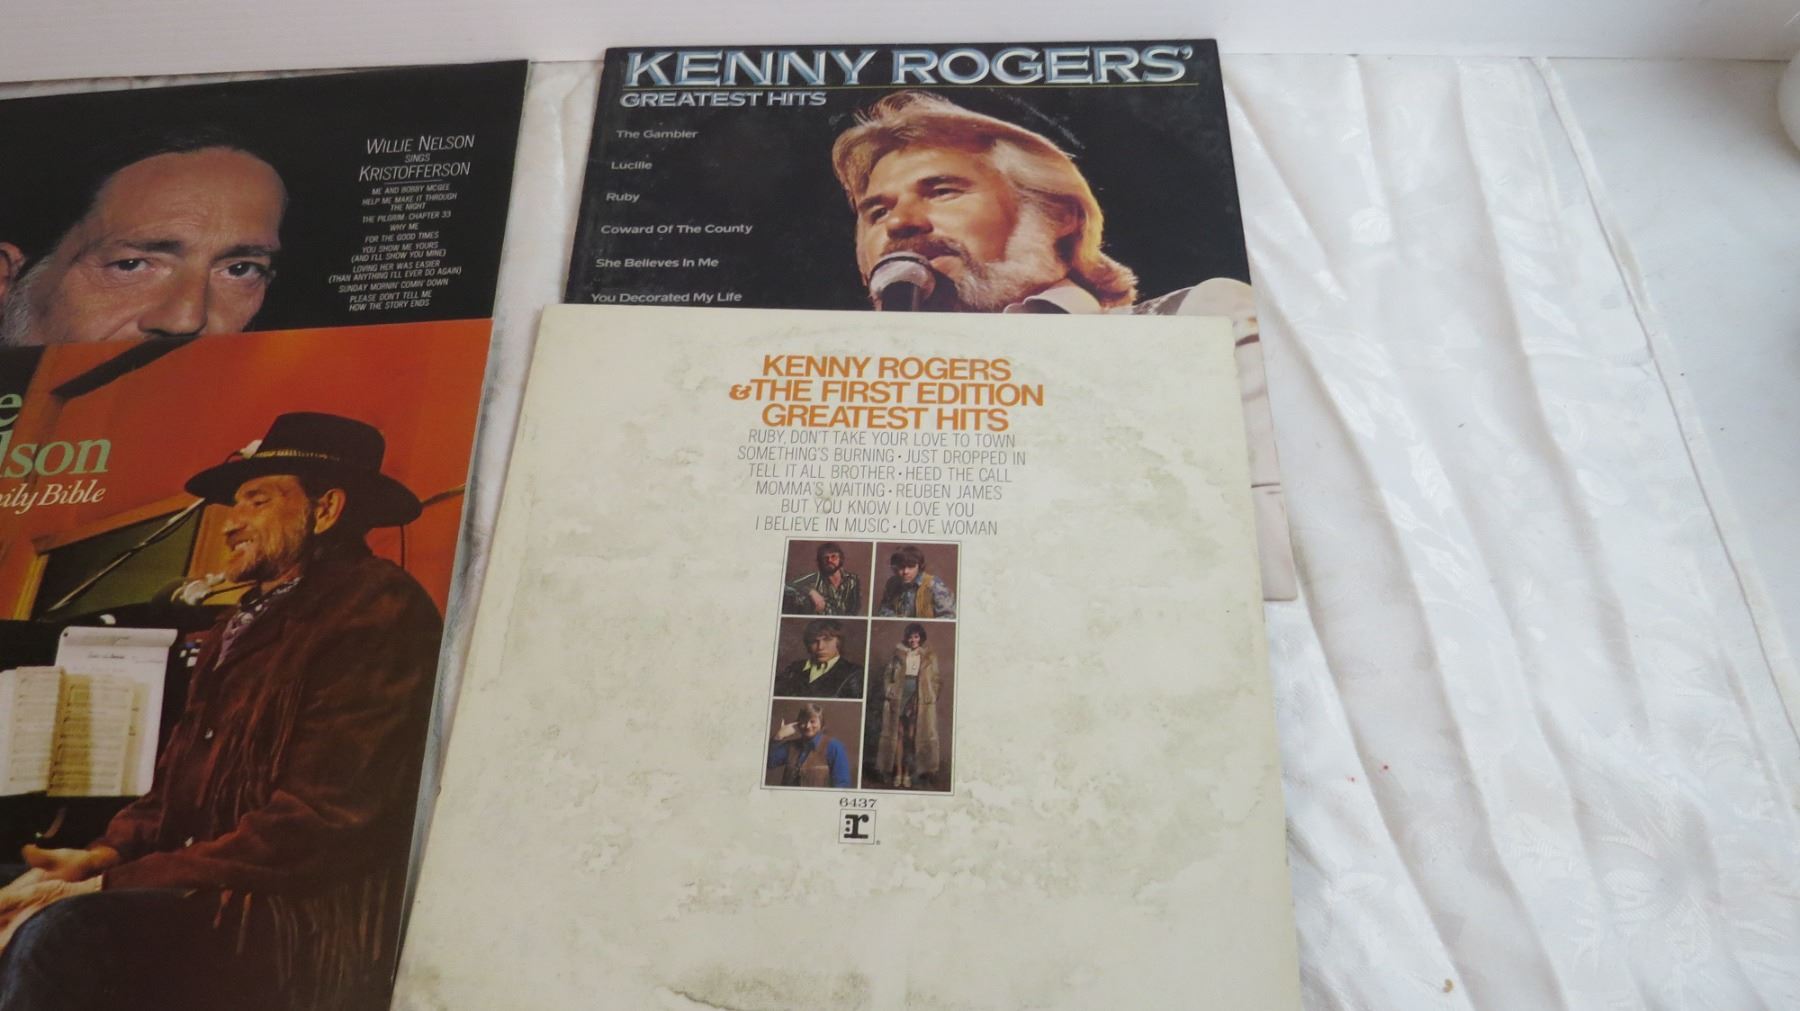 WILLIE NELSON
SINGS
KRISTOFFERSON
ME AND BOBBY MCGEE
HELP ME MAKE IT THROUGH
THE NIGHT
THE PILGRIM: CHAPTER 33
WHY ME
FOR THE GOOD TIMES
YOU SHOW ME YOURS
(AND I'LL SHOW YOU MINE)
LOVING HER WAS EASIER
(THAN ANYTHING I'LL EVER DO AGAIN)
SUNDAY MORNIN' COMIN' DOWN
PLEASE DON'T TELL ME
HOW THE STORY ENDS
e
lson
ily Bible
KENNY ROGERS'
GREATEST HITS
The Gambler
Lucille
Ruby
Coward Of The County
She Believes In Me
You Decorated My Life
KENNY ROGERS
&THE FIRST EDITION
GREATEST HITS
RUBY, DON'T TAKE YOUR LOVE TO TOWN
SOMETHING'S BURNING • JUST DROPPED IN
TELL IT ALL BROTHER • HEED THE CALL
MOMMA'S WAITING • REUBEN JAMES
BUT YOU KNOW I LOVE YOU
I BELIEVE IN MUSIC • LOVE WOMAN
6437
:r